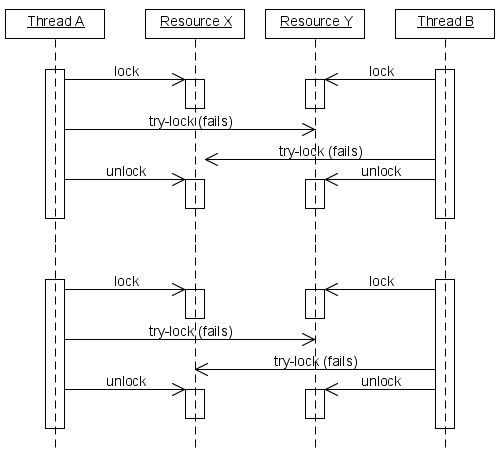 Thread A
Resource X
Resource Y
Thread B
lock
lock
try-lock (fails)
try-lock (fails)
unlock
unlock
lock
lock
try-lock (fails)
try-lock (fails)
unlock
unlock